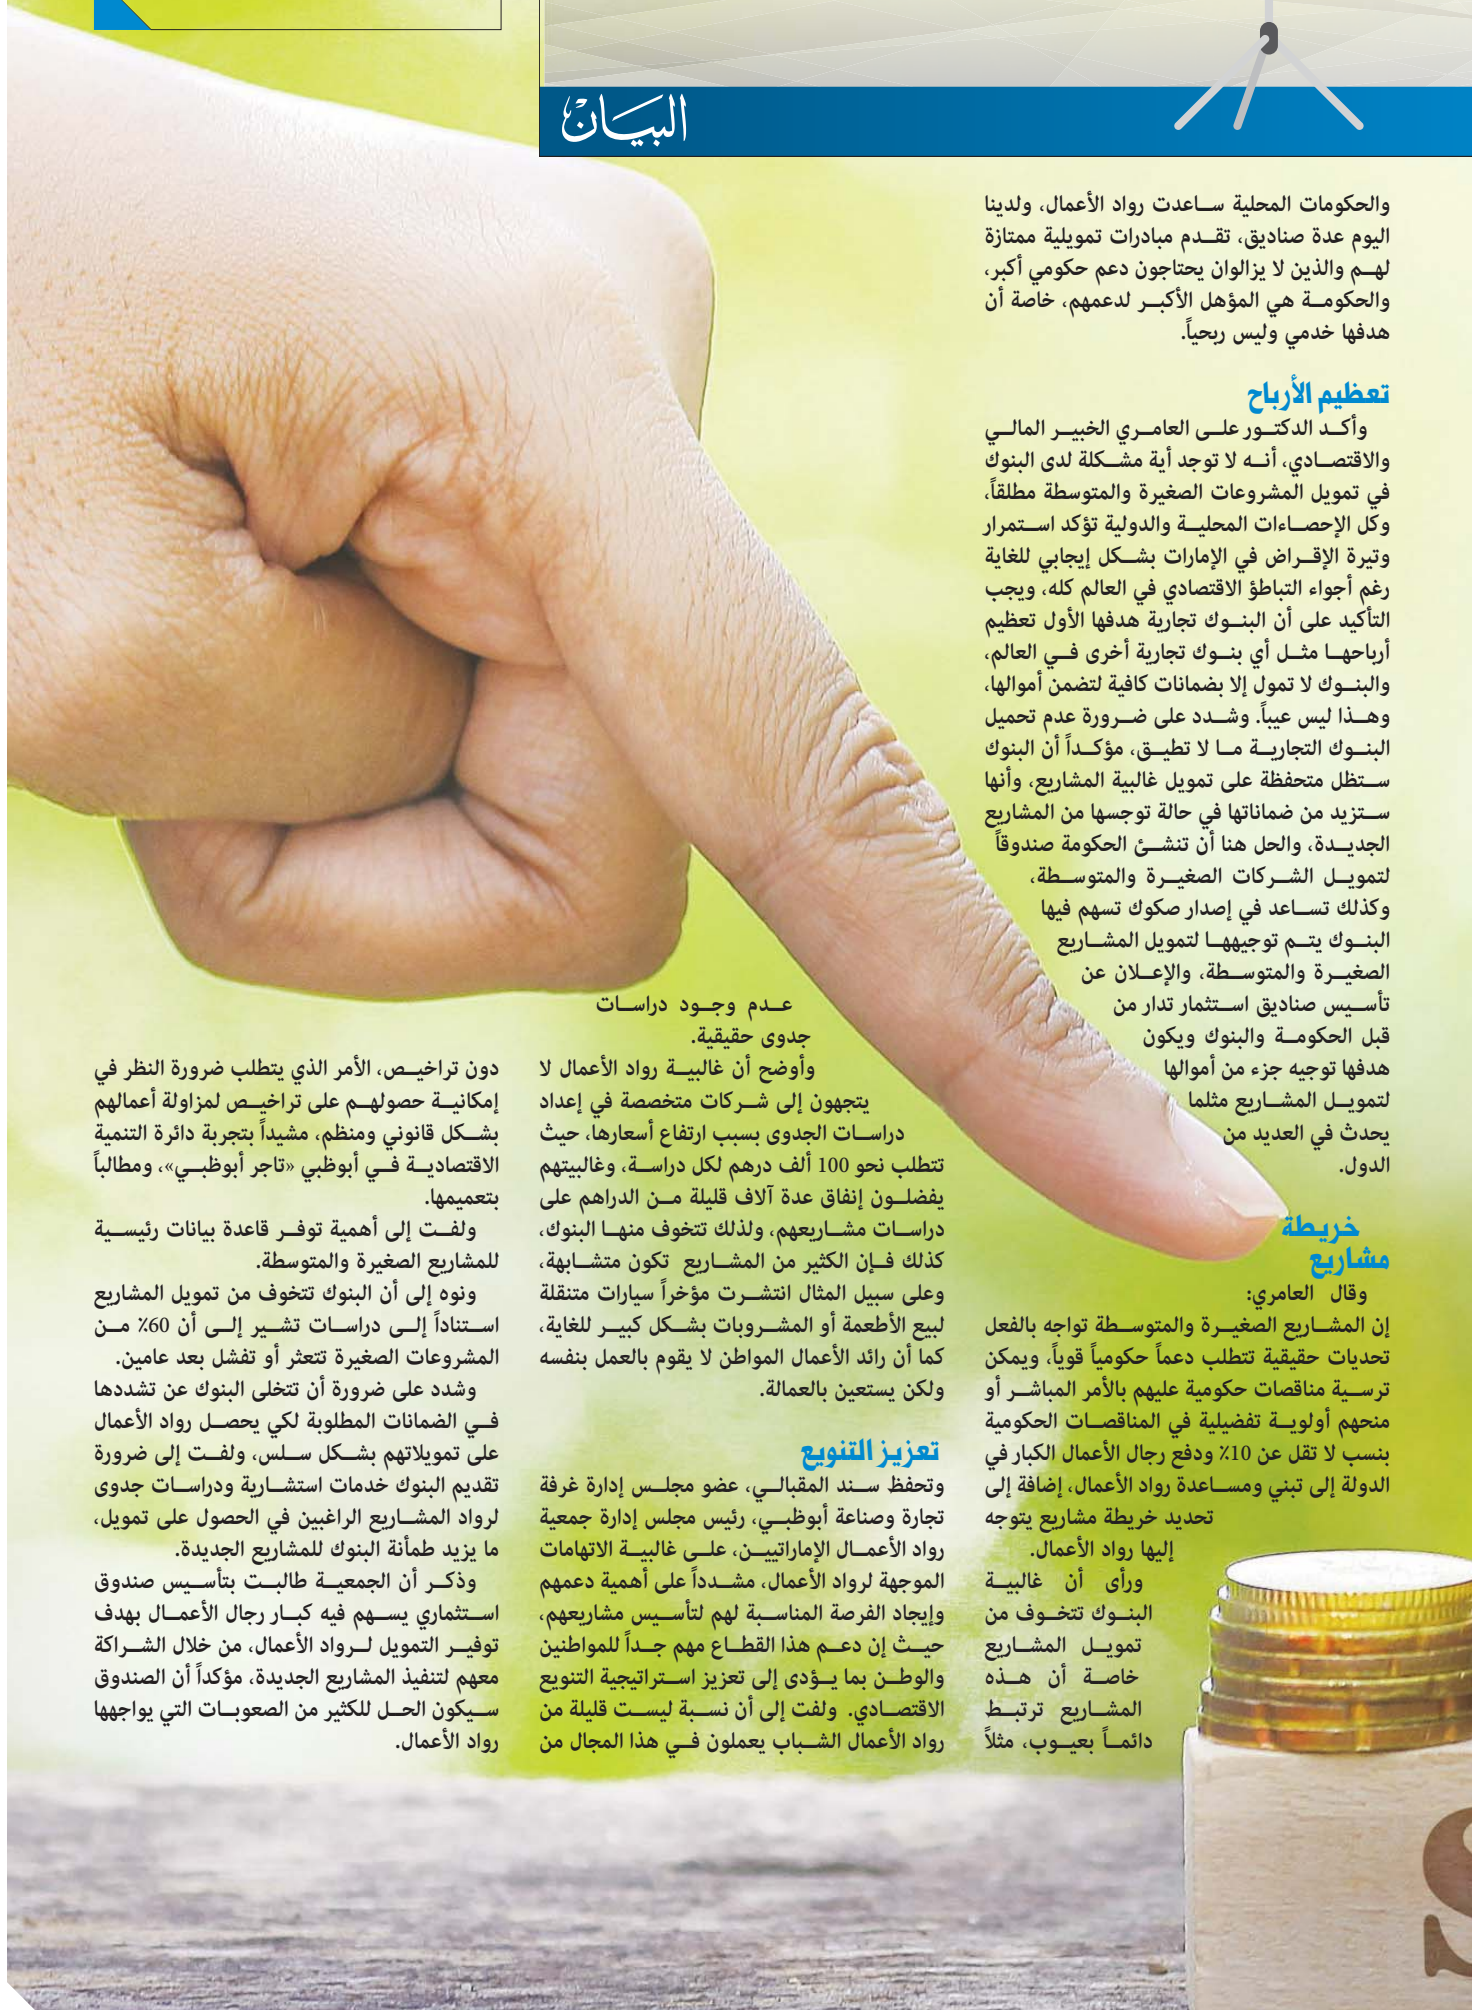 البيان
والحكومات المحلية ساعدت رواد الأعمال، ولدينا
اليوم عدة صناديق، تقدم مبادرات تمويلية ممتازة
لهم والذين لا يزالوان يحتاجون دعم حكومي أكبر،
والحكومة هي المؤهل الأكبر لدعمهم، خاصة أن
هدفها خدمي وليس ربحياً.
تعظيم الأرباح
وأكد الدكتور على العامري الخبير المالي
والاقتصادي، أنه لا توجد أية مشكلة لدى البنوك
في تمويل المشروعات الصغيرة والمتوسطة مطلقاً،
وكل الإحصاءات المحلية والدولية تؤكد استمرار
وتيرة الإقراض في الإمارات بشكل إيجابي للغاية
رغم أجواء التباطؤ الاقتصادي في العالم كله، ويجب
التأكيد على أن البنوك تجارية هدفها الأول تعظيم
أرباحها مثل أي بنوك تجارية أخرى في العالم،
والبنوك لا تمول إلا بضمانات كافية لتضمن أموالها،
وهذا ليس عيباً. وشدد على ضرورة عدم تحميل
البنوك التجارية ما لا تطيق، مؤكداً أن البنوك
ستظل متحفظة على تمويل غالبية المشاريع، وأنها
ستزيد من ضماناتها في حالة توجسها من المشاريع
الجديدة، والحل هنا أن تنشئ الحكومة صندوقاً
لتمويل الشركات الصغيرة والمتوسطة،
وكذلك تساعد في إصدار صكوك تسهم فيها
البنوك يتم توجيهها لتمويل المشاريع
الصغيرة والمتوسطة، والإعلان عن
تأسيس صناديق استثمار تدار من
قبل الحكومة والبنوك ويكون
هدفها توجيه جزء من أموالها
لتمويل المشاريع مثلما
يحدث في العديد من
الدول.
خريطة
مشاريع
وقال العامري:
إن المشاريع الصغيرة والمتوسطة تواجه بالفعل
تحديات حقيقية تتطلب دعماً حكومياً قوياً، ويمكن
ترسية مناقصات حكومية عليهم بالأمر المباشر أو
منحهم أولوية تفضيلية في المناقصات الحكومية
بنسب لا تقل عن 10٪ ودفع رجال الأعمال الكبار في
الدولة إلى تبني ومساعدة رواد الأعمال، إضافة إلى
تحديد خريطة مشاريع يتوجه
إليها رواد الأعمال.
ورأى أن غالبية
البنوك تتخوف من
تمويل المشاريع
خاصة أن هذه
المشاريع ترتبط
دائماً بعيوب، مثلاً
عدم وجود دراسات
جدوى حقيقية.
وأوضح أن غالبية رواد الأعمال لا
يتجهون إلى شركات متخصصة في إعداد
دراسات الجدوى بسبب ارتفاع أسعارها، حيث
تتطلب نحو 100 ألف درهم لكل دراسة، وغالبيتهم
يفضلون إنفاق عدة آلاف قليلة من الدراهم على
دراسات مشاريعهم، ولذلك تتخوف منها البنوك،
كذلك فإن الكثير من المشاريع تكون متشابهة،
وعلى سبيل المثال انتشرت مؤخراً سيارات متنقلة
لبيع الأطعمة أو المشروبات بشكل كبير للغاية،
كما أن رائد الأعمال المواطن لا يقوم بالعمل بنفسه
ولكن يستعين بالعمالة.
تعزيز التنويع
وتحفظ سند المقبالي، عضو مجلس إدارة غرفة
تجارة وصناعة أبوظبي، رئيس مجلس إدارة جمعية
رواد الأعمال الإماراتيين، على غالبية الاتهامات
الموجهة لرواد الأعمال، مشدداً على أهمية دعمهم
وإيجاد الفرصة المناسبة لهم لتأسيس مشاريعهم،
حيث إن دعم هذا القطاع مهم جداً للمواطنين
والوطن بما يؤدى إلى تعزيز استراتيجية التنويع
الاقتصادي. ولفت إلى أن نسبة ليست قليلة من
رواد الأعمال الشباب يعملون في هذا المجال من
دون تراخيص، الأمر الذي يتطلب ضرورة النظر في
إمكانية حصولهم على تراخيص لمزاولة أعمالهم
بشكل قانوني ومنظم، مشيداً بتجربة دائرة التنمية
الاقتصادية في أبوظبي «تاجر أبوظبي»، ومطالباً
بتعميمها.
ولفت إلى أهمية توفر قاعدة بيانات رئيسية
للمشاريع الصغيرة والمتوسطة.
ونوه إلى أن البنوك تتخوف من تمويل المشاريع
استناداً إلى دراسات تشير إلى أن 60٪ من
المشروعات الصغيرة تتعثر أو تفشل بعد عامين.
وشدد على ضرورة أن تتخلى البنوك عن تشددها
في الضمانات المطلوبة لكي يحصل رواد الأعمال
على تمويلاتهم بشكل سلس، ولفت إلى ضرورة
تقديم البنوك خدمات استشارية ودراسات جدوى
لرواد المشاريع الراغبين في الحصول على تمويل،
ما يزيد طمأنة البنوك للمشاريع الجديدة.
وذكر أن الجمعية طالبت بتأسيس صندوق
استثماري يسهم فيه كبار رجال الأعمال بهدف
توفير التمويل لرواد الأعمال، من خلال الشراكة
معهم لتنفيذ المشاريع الجديدة، مؤكداً أن الصندوق
سيكون الحل للكثير من الصعوبات التي يواجهها
رواد الأعمال.